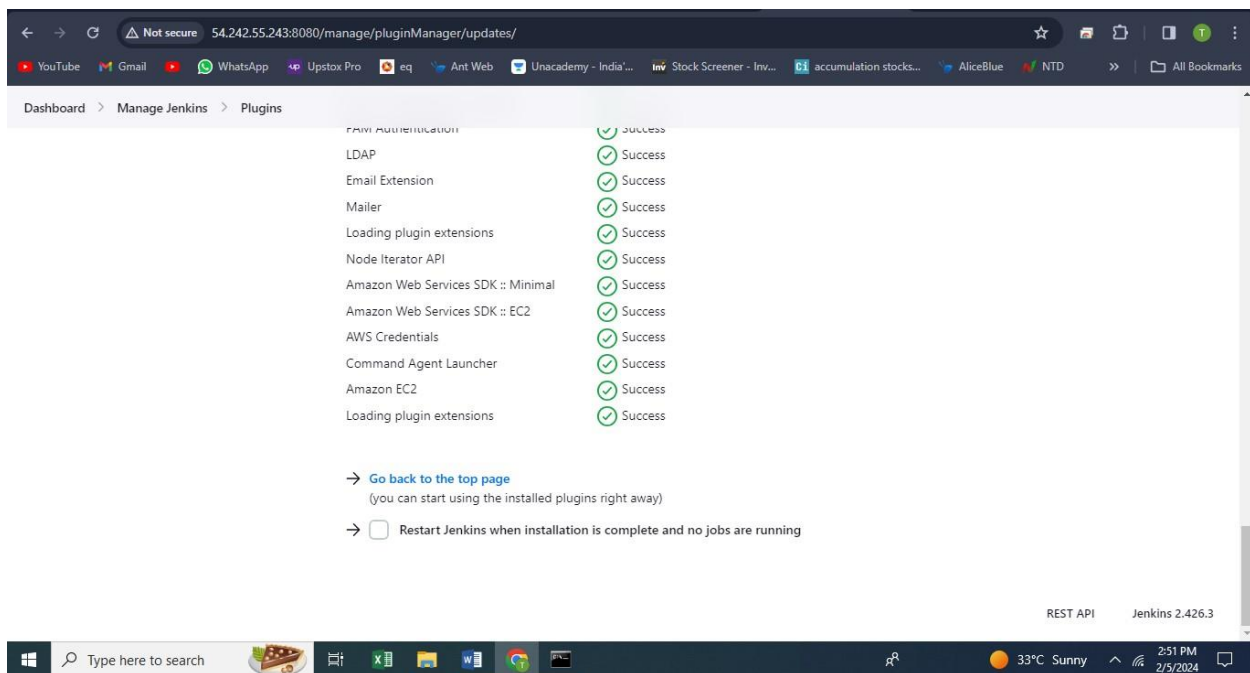 Not secure 54.242.55.243:8080/manage/pluginManager/updates/
YouTube Gmail WhatsApp Upstox Pro eq Ant Web Unacademy - India'... Stock Screener - Inv... accumulation stocks... AliceBlue NTD » All Bookmarks
Dashboard > Manage Jenkins > Plugins
PAM Authentication Success
LDAP Success
Email Extension Success
Mailer Success
Loading plugin extensions Success
Node Iterator API Success
Amazon Web Services SDK :: Minimal Success
Amazon Web Services SDK :: EC2 Success
AWS Credentials Success
Command Agent Launcher Success
Amazon EC2 Success
Loading plugin extensions Success
→ Go back to the top page
(you can start using the installed plugins right away)
→ Restart Jenkins when installation is complete and no jobs are running
REST API Jenkins 2.426.3
Type here to search 33°C Sunny 2:51 PM
2/5/2024